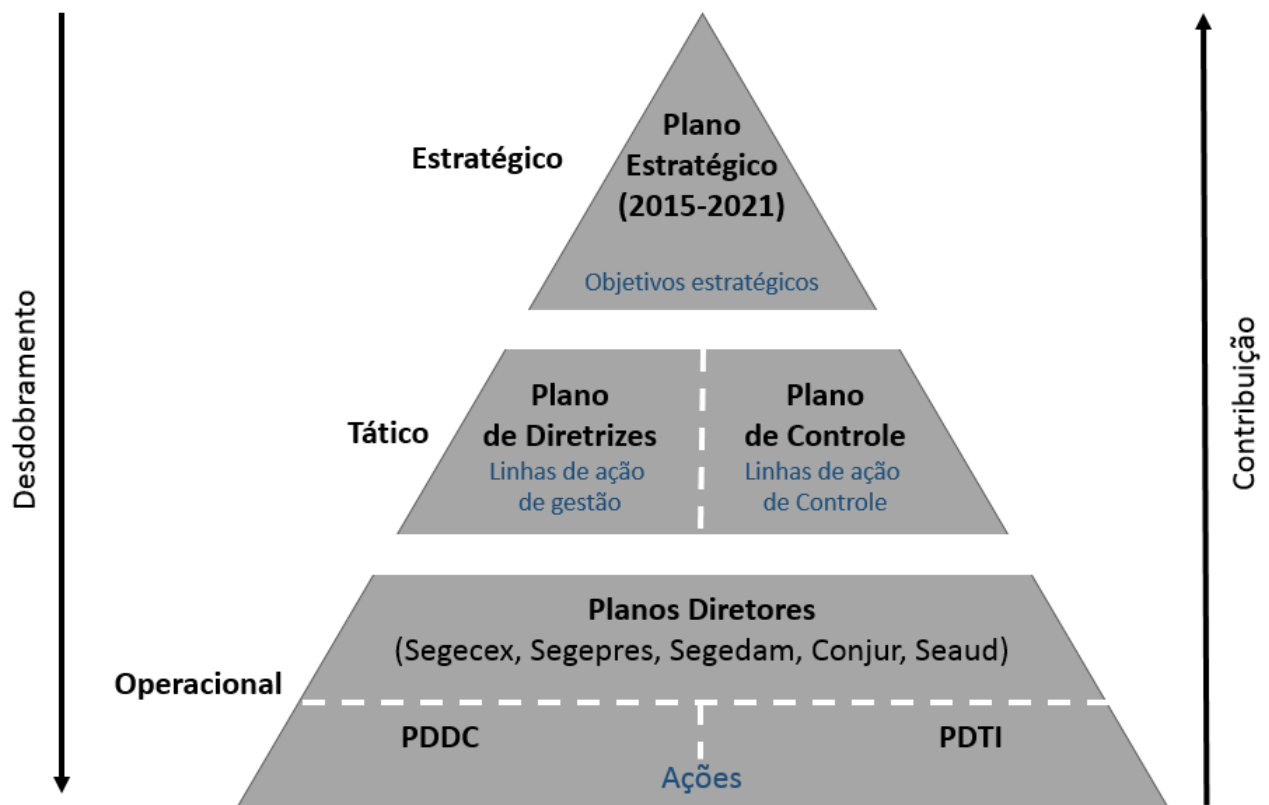 Plano
Estratégico
Estratégico
(2015-2021)
Objetivos estratégicos
Desdobramento
Contribuição
Tático
Plano
de Diretrizes
Linhas de ação
de gestão
Plano
de Controle
Linhas de ação
de Controle
Planos Diretores
(Segecex, Segepres, Segedam, Conjur, Seaud)
Operacional
PDDC
PDTI
Ações